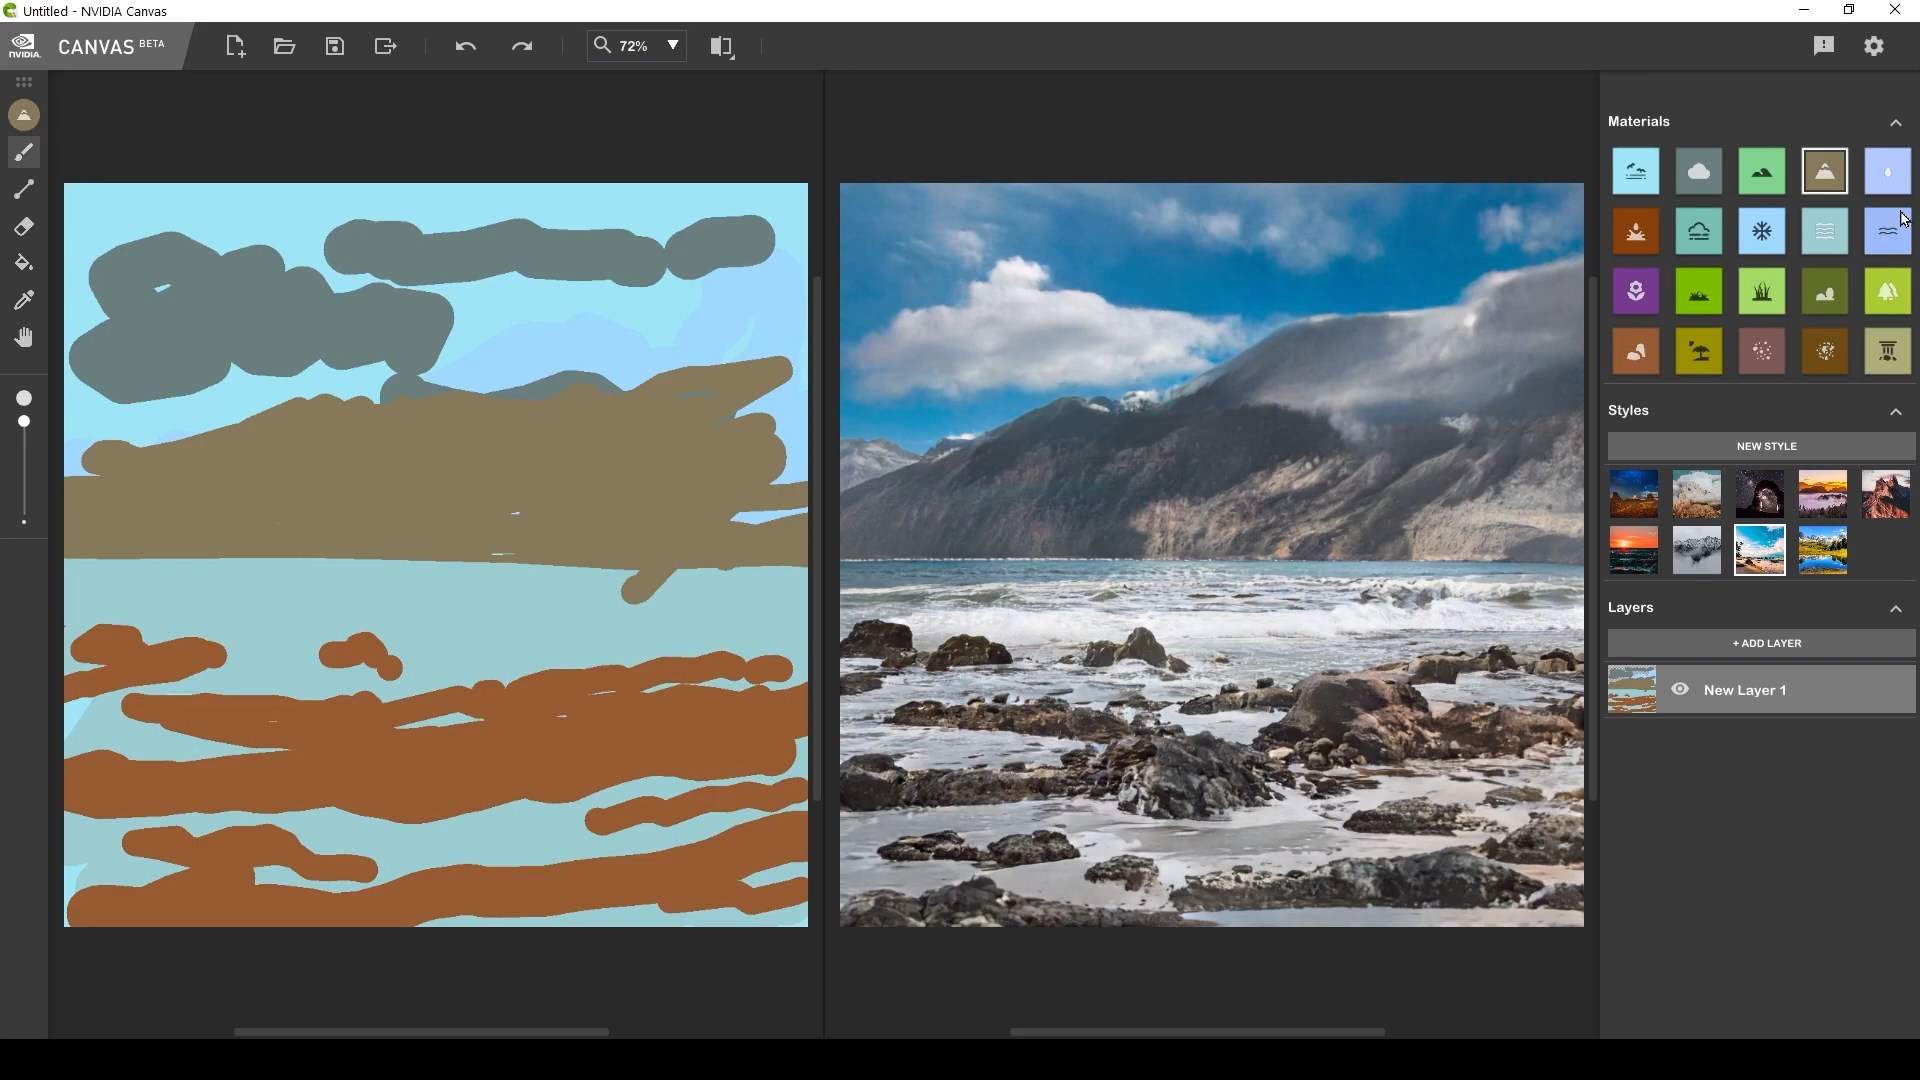 Untitled - NVIDIA Canvas
NVIDIA. CANVAS BETA
72%
Materials
Styles
NEW STYLE
Layers
+ ADD LAYER
New Layer 1